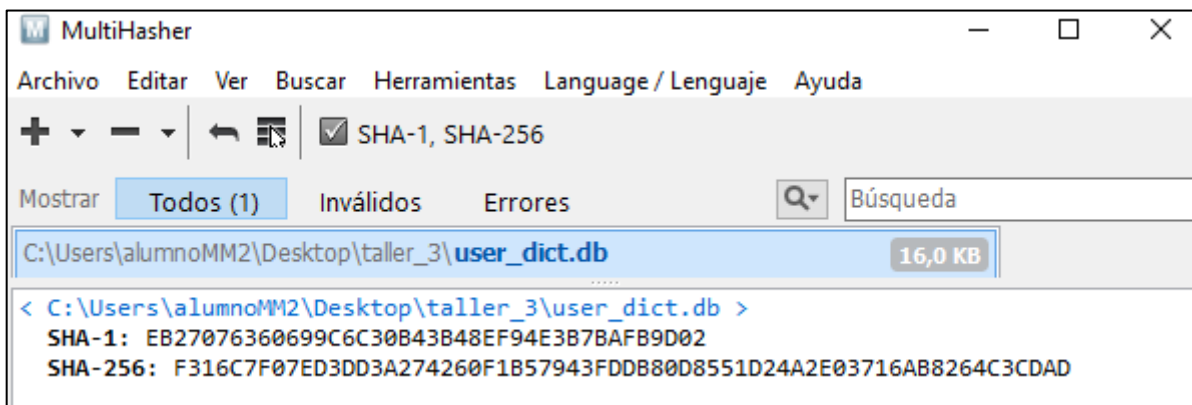 MultiHasher
Archivo Editar Ver Buscar Herramientas Language / Lenguaje Ayuda
SHA-1, SHA-256
Mostrar Todos (1) Inválidos Errores Búsqueda
C:\Users\alumnoMM2\Desktop\taller_3\user_dict.db 16,0 KB
< C:\Users\alumnoMM2\Desktop\taller_3\user_dict.db >
SHA-1: EB27076360699C6C30B43B48EF94E3B7BAFB9D02
SHA-256: F316C7F07ED3DD3A274260F1B57943FDDB80D8551D24A2E03716AB8264C3CDAD